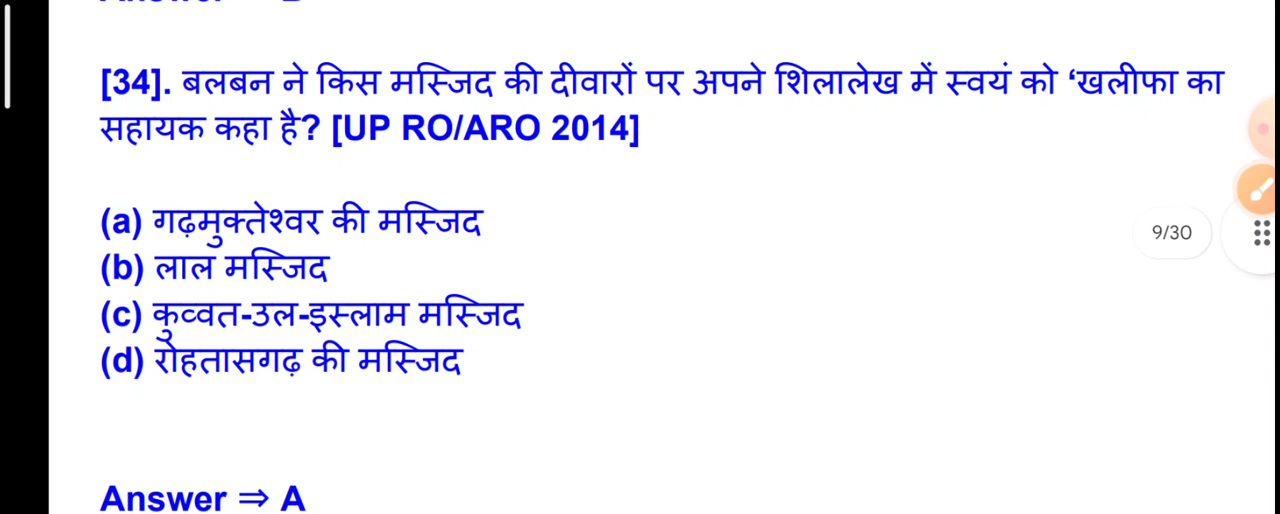 [34]. बलबन ने किस मस्जिद की दीवारों पर अपने शिलालेख में स्वयं को ‘खलीफा का
सहायक कहा है? [UP RO/ARO 2014]
(a) गढ़मुक्तेश्वर की मस्जिद
(b) लाल मस्जिद
9/30
(c) कुव्वत-उल-इस्लाम मस्जिद
(d) रोहतासगढ़ की मस्जिद
Answer ⇒ A